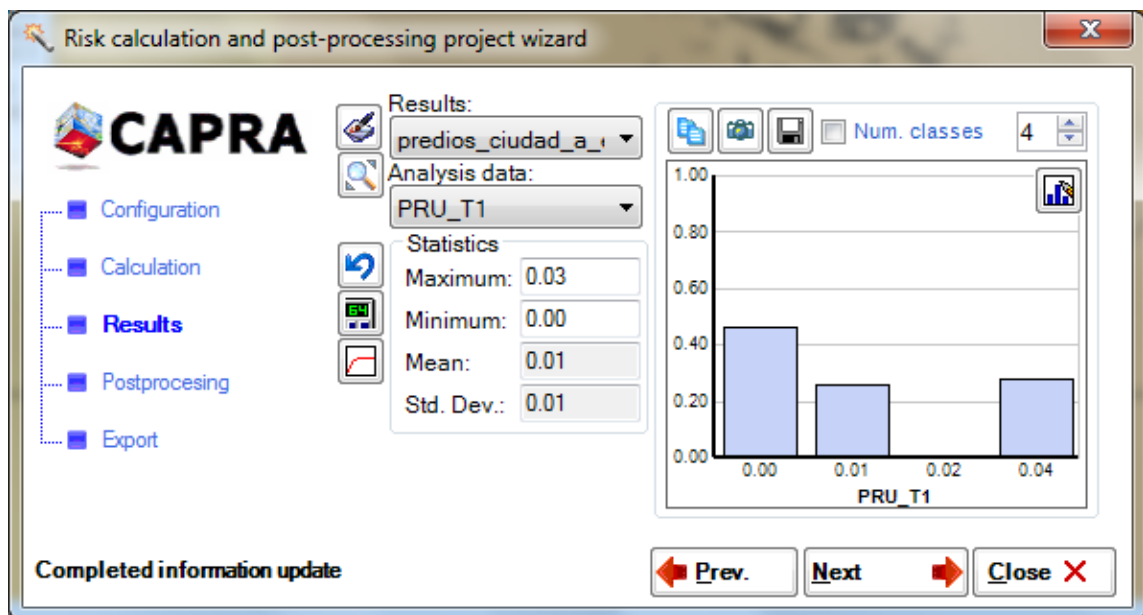 Risk calculation and post-processing project wizard
CAPRA
Configuration
Calculation
Results
Postprocesing
Export
Results:
predios_ciudad_a_
Analysis data:
PRU_T1
Statistics
Maximum: 0.03
Minimum: 0.00
Mean: 0.01
Std. Dev.: 0.01
Num. classes 4
1.00
0.80
0.60
0.40
0.20
0.00
0.00 0.01 0.02 0.04
PRU_T1
Completed information update
Prev. Next Close